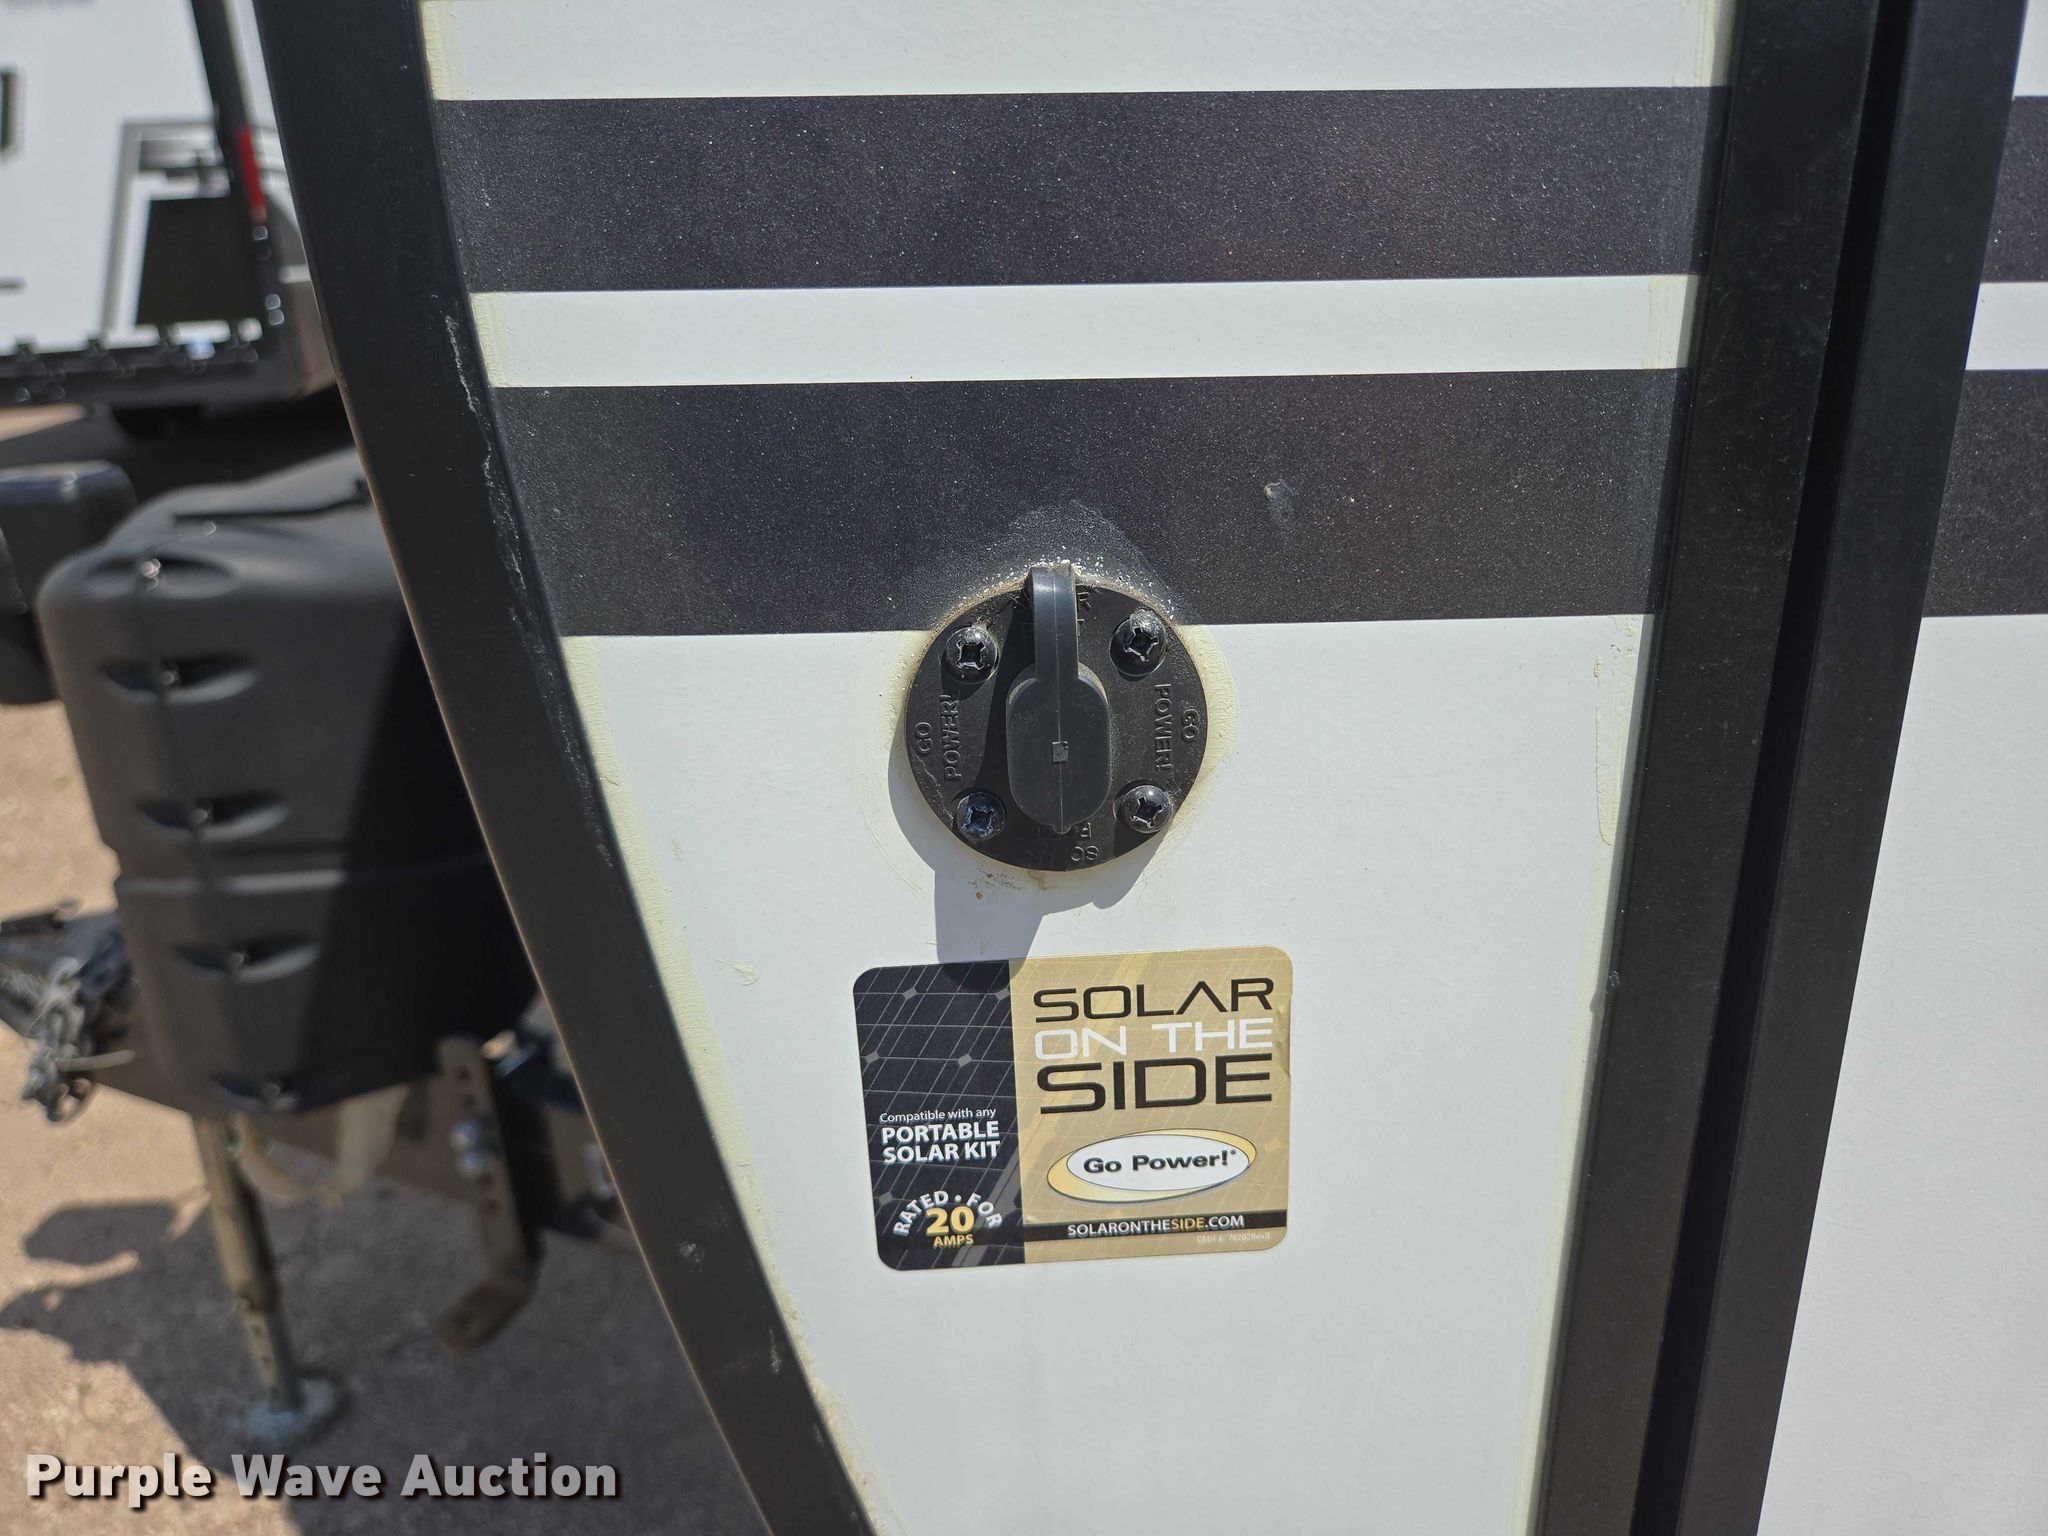 GO
POWER!
GO
POWER!
SOLAR
ON THE
SIDE
Compatible with any
PORTABLE
SOLAR KIT
Go Power!®
RATED • FOR
20
AMPS
SOLARONTHESIDE.COM
Purple Wave Auction